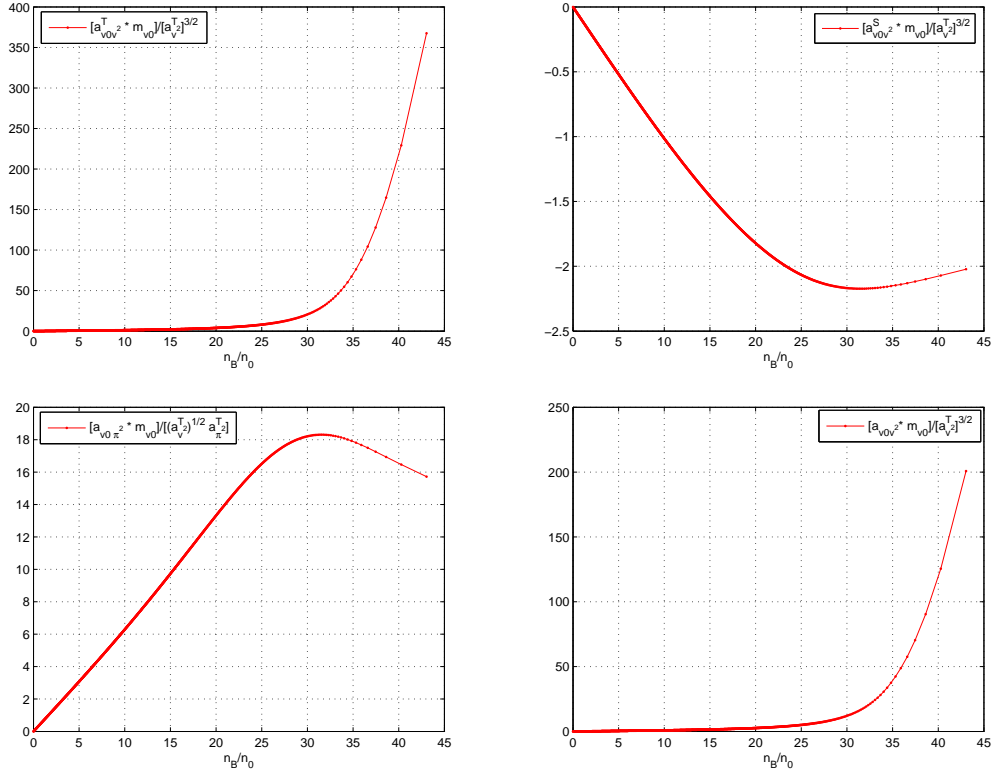 400
350
300
250
200
150
100
50
0
0 5 10 15 20 25 30 35 40 45
n_B/n_0
[a^T_{v0v^2} * m_{v0}]/[a^T_{v^2}]^{3/2}
0
−0.5
−1
−1.5
−2
−2.5
0 5 10 15 20 25 30 35 40 45
n_B/n_0
[a^S_{v0v^2} * m_{v0}]/[a^T_{v^2}]^{3/2}
20
18
16
14
12
10
8
6
4
2
0
0 5 10 15 20 25 30 35 40 45
n_B/n_0
[a_{v0 π^2} * m_{v0}]/[(a^T_{v^2})^{1/2} a^T_{π^2}]
250
200
150
100
50
0
0 5 10 15 20 25 30 35 40 45
n_B/n_0
[a_{v0v^2}* m_{v0}]/[a^T_{v^2}]^{3/2}